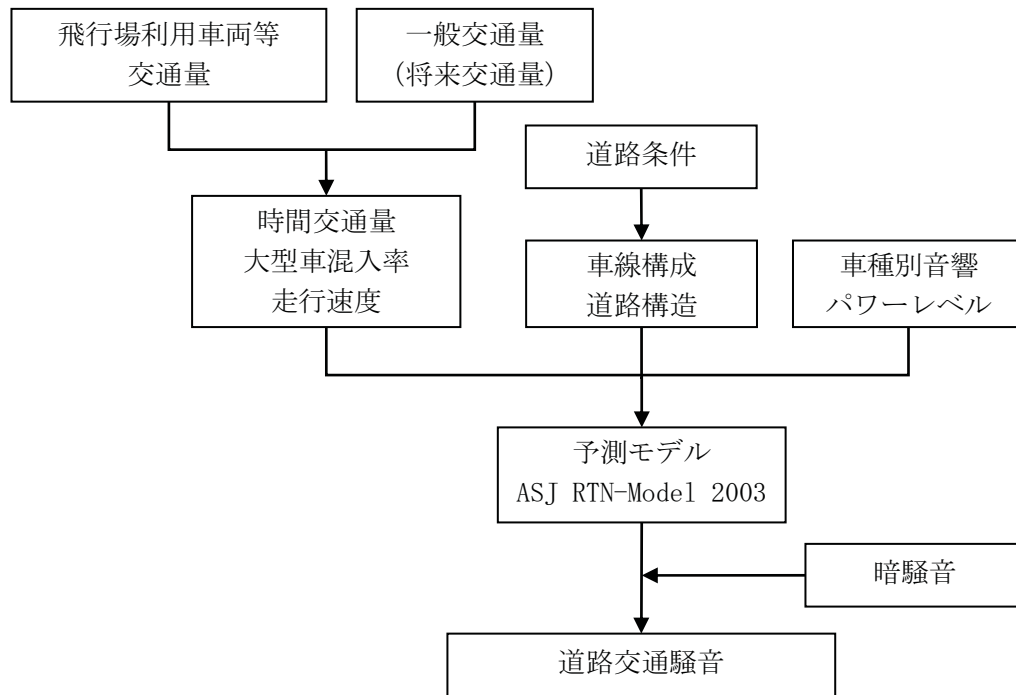 飛行場利用車両等
交通量
一般交通量
(将来交通量)
道路条件
時間交通量
大型車混入率
走行速度
車線構成
道路構造
車種別音響
パワーレベル
予測モデル
ASJ RTN-Model 2003
暗騒音
道路交通騒音